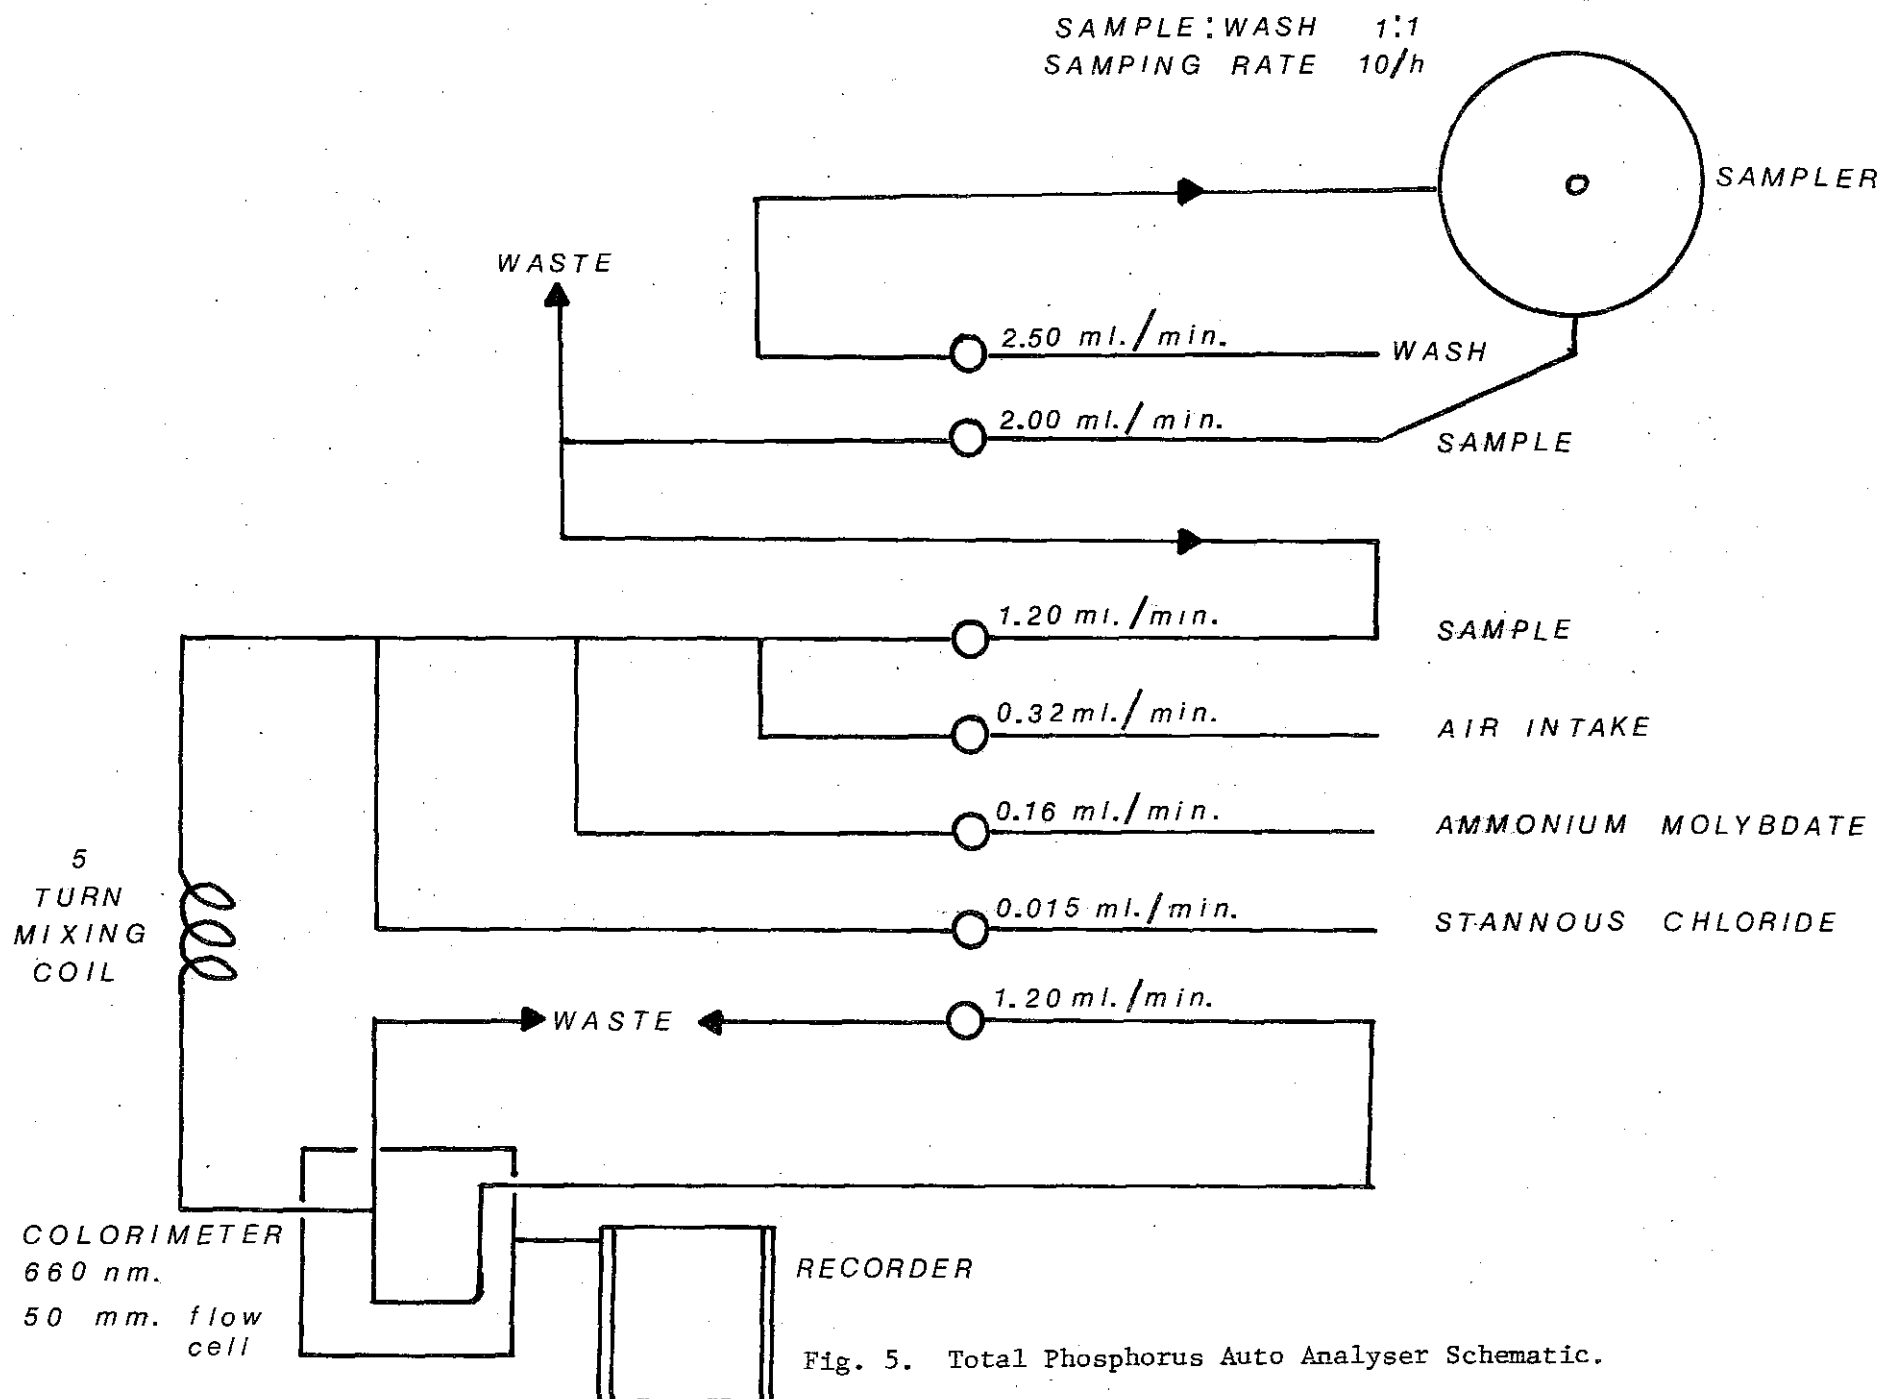 SAMPLE:WASH 1:1
SAMPING RATE 10/h
SAMPLER
WASTE
2.50 ml./min.
WASH
2.00 ml./min.
SAMPLE
1.20 ml./min.
SAMPLE
0.32 ml./min.
AIR INTAKE
0.16 ml./min.
AMMONIUM MOLYBDATE
5
TURN
MIXING
COIL
0.015 ml./min.
STANNOUS CHLORIDE
1.20 ml./min.
WASTE
COLORIMETER
660 nm.
50 mm. flow
cell
RECORDER
Fig. 5. Total Phosphorus Auto Analyser Schematic.